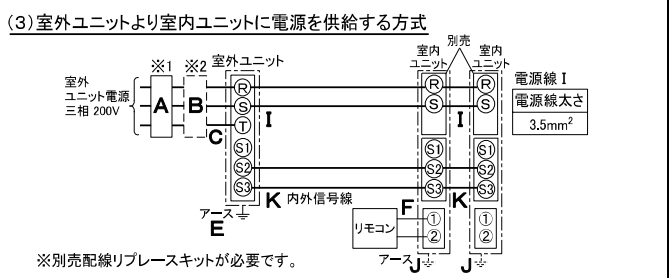 (3)室外ユニットより室内ユニットに電源を供給する方式
※1 ※2 室外ユニット
別売
室内
ユニット
室内
ユニット
室外
ユニット電源
三相 200V
A B C
R
S
T
S1
S2
S3
I
K 内外信号線
アース
E
R
S
S1
S2
S3
①
②
F
リモコン
アース J
I
K
R
S
S1
S2
S3
①
②
J
電源線 I
電源線太さ
3.5mm²
※別売配線リプレースキットが必要です。